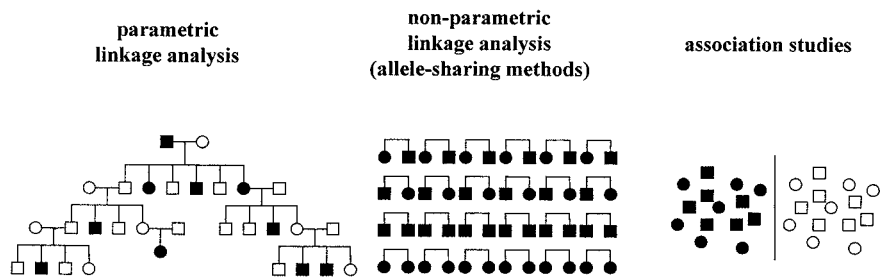 parametric
linkage analysis
non-parametric
linkage analysis
(allele-sharing methods)
association studies